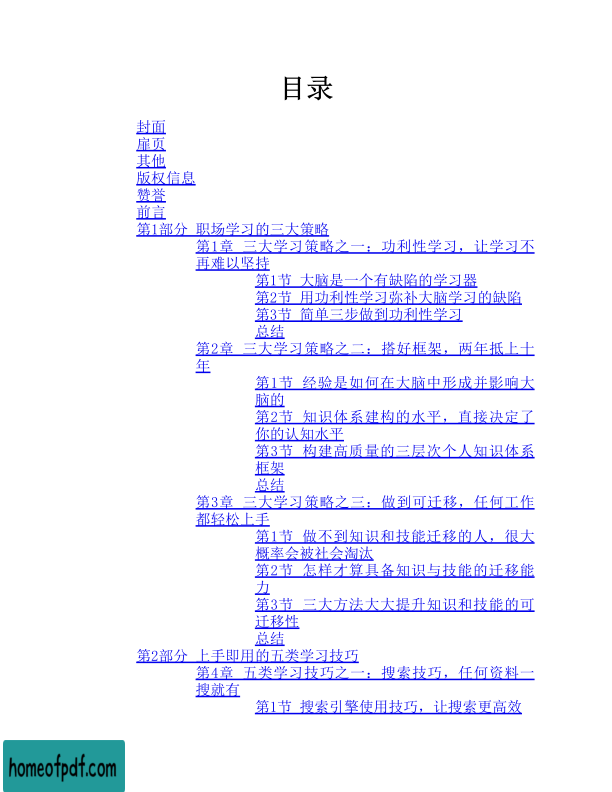 目录
封面
扉页
其他
版权信息
赞誉
前言
第1部分 职场学习的三大策略
第1章 三大学习策略之一：功利性学习，让学习不
再难以坚持
第1节 大脑是一个有缺陷的学习器
第2节 用功利性学习弥补大脑学习的缺陷
第3节 简单三步做到功利性学习
总结
第2章 三大学习策略之二：搭好框架，两年抵上十
年
第1节 经验是如何在大脑中形成并影响大
脑的
第2节 知识体系建构的水平，直接决定了
你的认知水平
第3节 构建高质量的三层次个人知识体系
框架
总结
第3章 三大学习策略之三：做到可迁移，任何工作
都轻松上手
第1节 做不到知识和技能迁移的人，很大
概率会被社会淘汰
第2节 怎样才算具备知识与技能的迁移能
力
第3节 三大方法大大提升知识和技能的可
迁移性
总结
第2部分 上手即用的五类学习技巧
第4章 五类学习技巧之一：搜索技巧，任何资料一
搜就有
第1节 搜索引擎使用技巧，让搜索更高效
homeofpdf.com